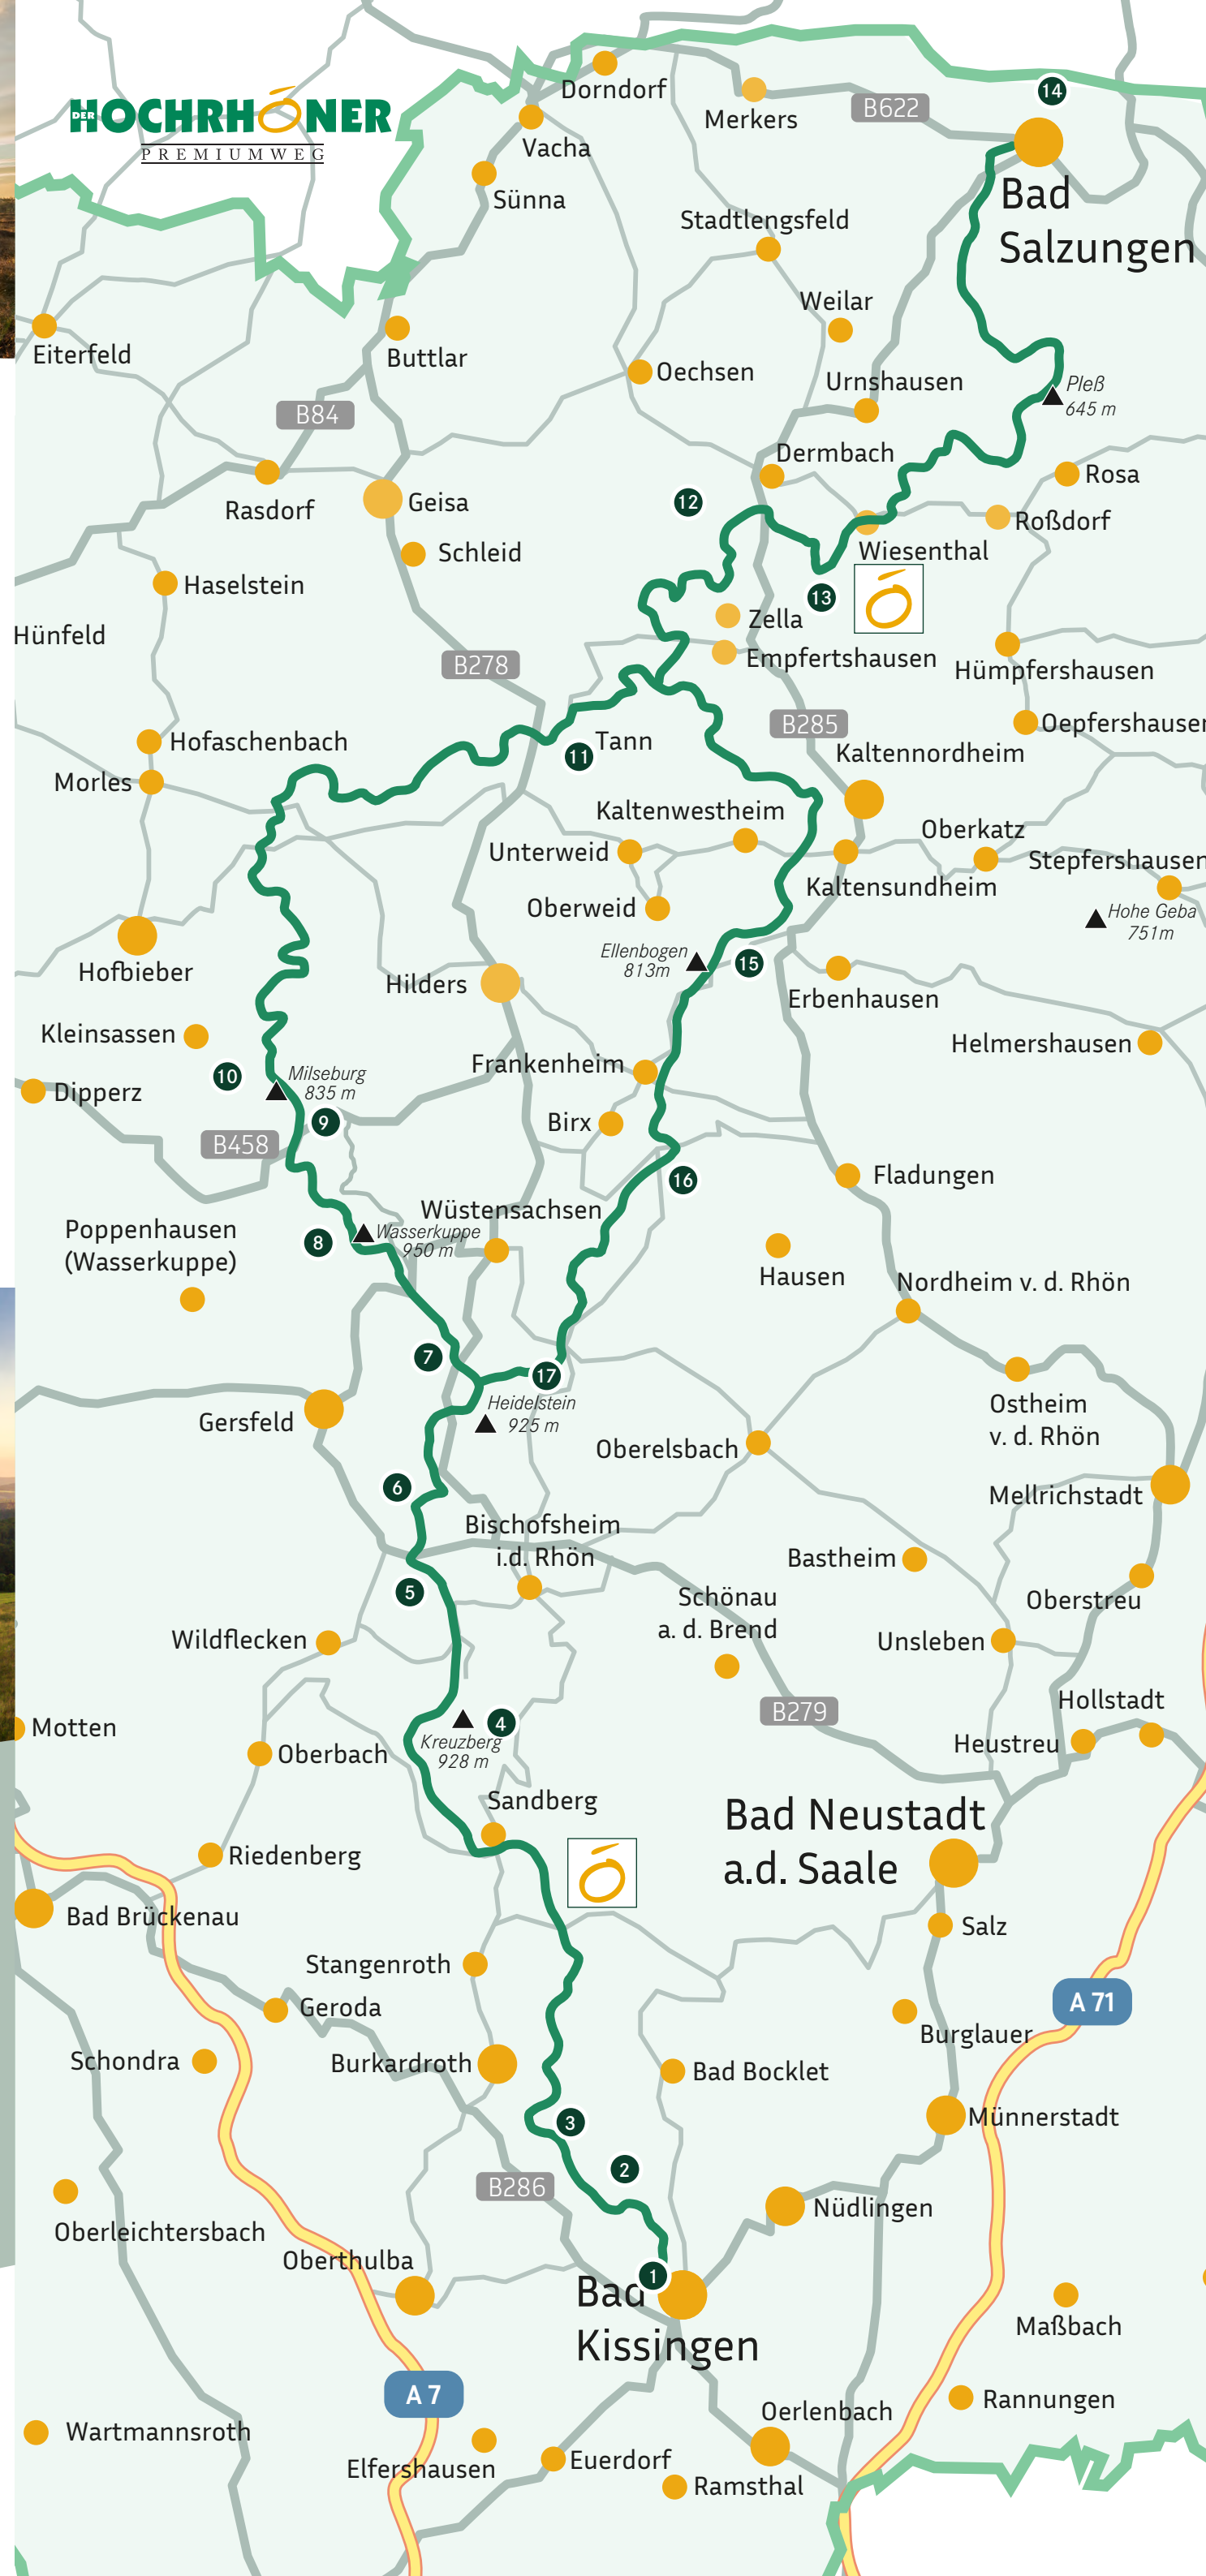 DER HOCHRHÖNER
PREMIUMWEG
Dorndorf
Merkers
B622
14
Vacha
Bad
Salzungen
Sünna
Stadtlengsfeld
Weilar
Eiterfeld
Buttlar
Oechsen
Urnshausen
Pleß
645 m
B84
Dermbach
Rosa
Rasdorf
Geisa
12
Roßdorf
Schleid
Wiesenthal
Haselstein
13
Zella
Hünfeld
B278
Empfertshausen
Hümpfershausen
B285
Oepfershausen
Hofaschenbach
Tann
11
Kaltennordheim
Morles
Kaltenwestheim
Oberkatz
Unterweid
Stepfershausen
Kaltensundheim
Oberweid
Hohe Geba
751m
Ellenbogen
813m
15
Hofbieber
Hilders
Erbenhausen
Kleinsassen
Helmershausen
Frankenheim
10
Milseburg
835 m
Dipperz
9
Birx
B458
16
Fladungen
Wüstensachsen
Poppenhausen
(Wasserkuppe)
8
Wasserkuppe
950 m
Hausen
Nordheim v. d. Rhön
7
17
Heidelstein
925 m
Gersfeld
Ostheim
v. d. Rhön
Oberelsbach
6
Mellrichstadt
Bischofsheim
i.d. Rhön
Bastheim
5
Schönau
a. d. Brend
Oberstreu
Wildflecken
Unsleben
Hollstadt
B279
Motten
4
Kreuzberg
928 m
Heustreu
Oberbach
Sandberg
Bad Neustadt
a.d. Saale
Riedenberg
Bad Brückenau
Salz
Stangenroth
A 71
Geroda
Burglauer
Schondra
Burkardroth
Bad Bocklet
3
Münnerstadt
2
B286
Nüdlingen
Oberleichtersbach
Oberthulba
1
Bad
Kissingen
Maßbach
A 7
Rannungen
Oerlenbach
Wartmannsroth
Elfershausen
Euerdorf
Ramsthal